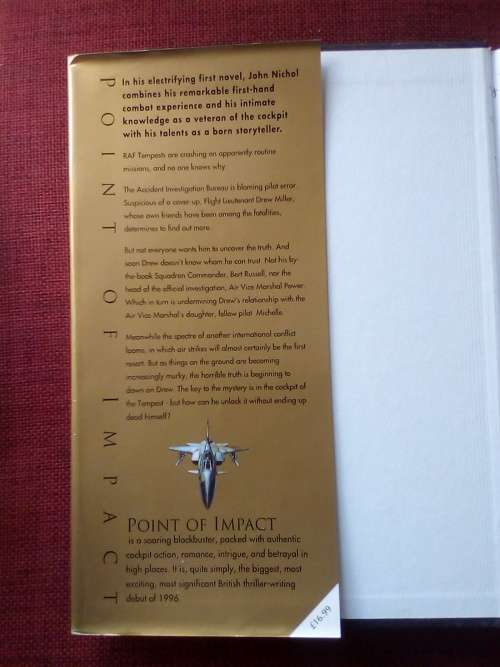 POINT OF IMPACT
In his electrifying first novel, John Nichol
combines his remarkable first-hand
combat experience and his intimate
knowledge as a veteran of the cockpit
with his talents as a born storyteller.
RAF Tempests are crashing on apparently routine
missions, and no one knows why.
The Accident Investigation Bureau is blaming pilot error.
Suspicious of a cover-up, Flight Lieutenant Drew Miller,
whose own friends have been among the fatalities,
determines to find out more.
But not everyone wants him to uncover the truth. And
soon Drew doesn't know whom he can trust. Not his by-
the-book Squadron Commander, Bert Russell, nor the
head of the official investigation, Air Vice Marshal Power.
Which in turn is undermining Drew's relationship with the
Air Vice Marshal's daughter, fellow pilot Michelle.
Meanwhile the spectre of another international conflict
looms, in which air strikes will almost certainly be the first
resort. But as things on the ground are becoming
increasingly murky, the horrible truth is beginning to
dawn on Drew. The key to the mystery is in the cockpit of
the Tempest - but how can he unlock it without ending up
dead himself?
POINT OF IMPACT
is a soaring blockbuster, packed with authentic
cockpit action, romance, intrigue, and betrayal in
high places. It is, quite simply, the biggest, most
exciting, most significant British thriller-writing
debut of 1996.
£16.99